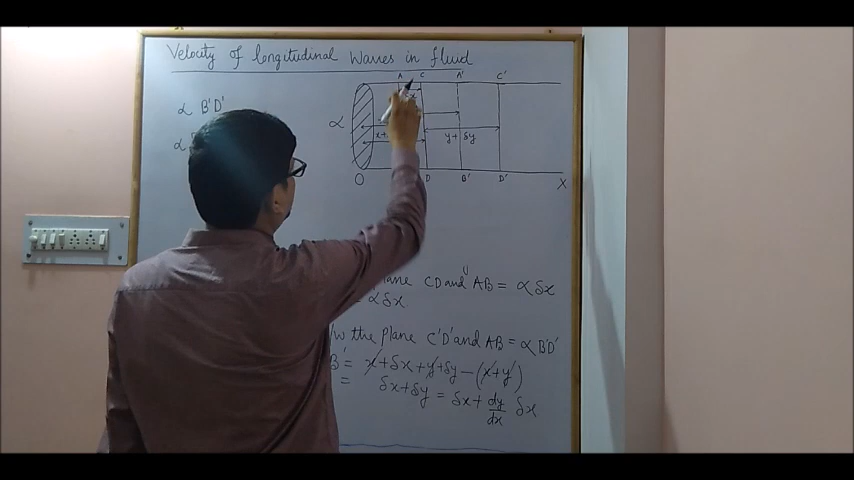 Velocity of longitudinal Waves in fluid
A C A' C'
α B'D'
α
α y+δy
O D B' D' X
plane CD and AB = α δx
= α δx
/w the plane C'D' and AB = α B'D'
B' = x+δx+y+δy-(x+y)
= δx+δy = δx + dy/dx δx